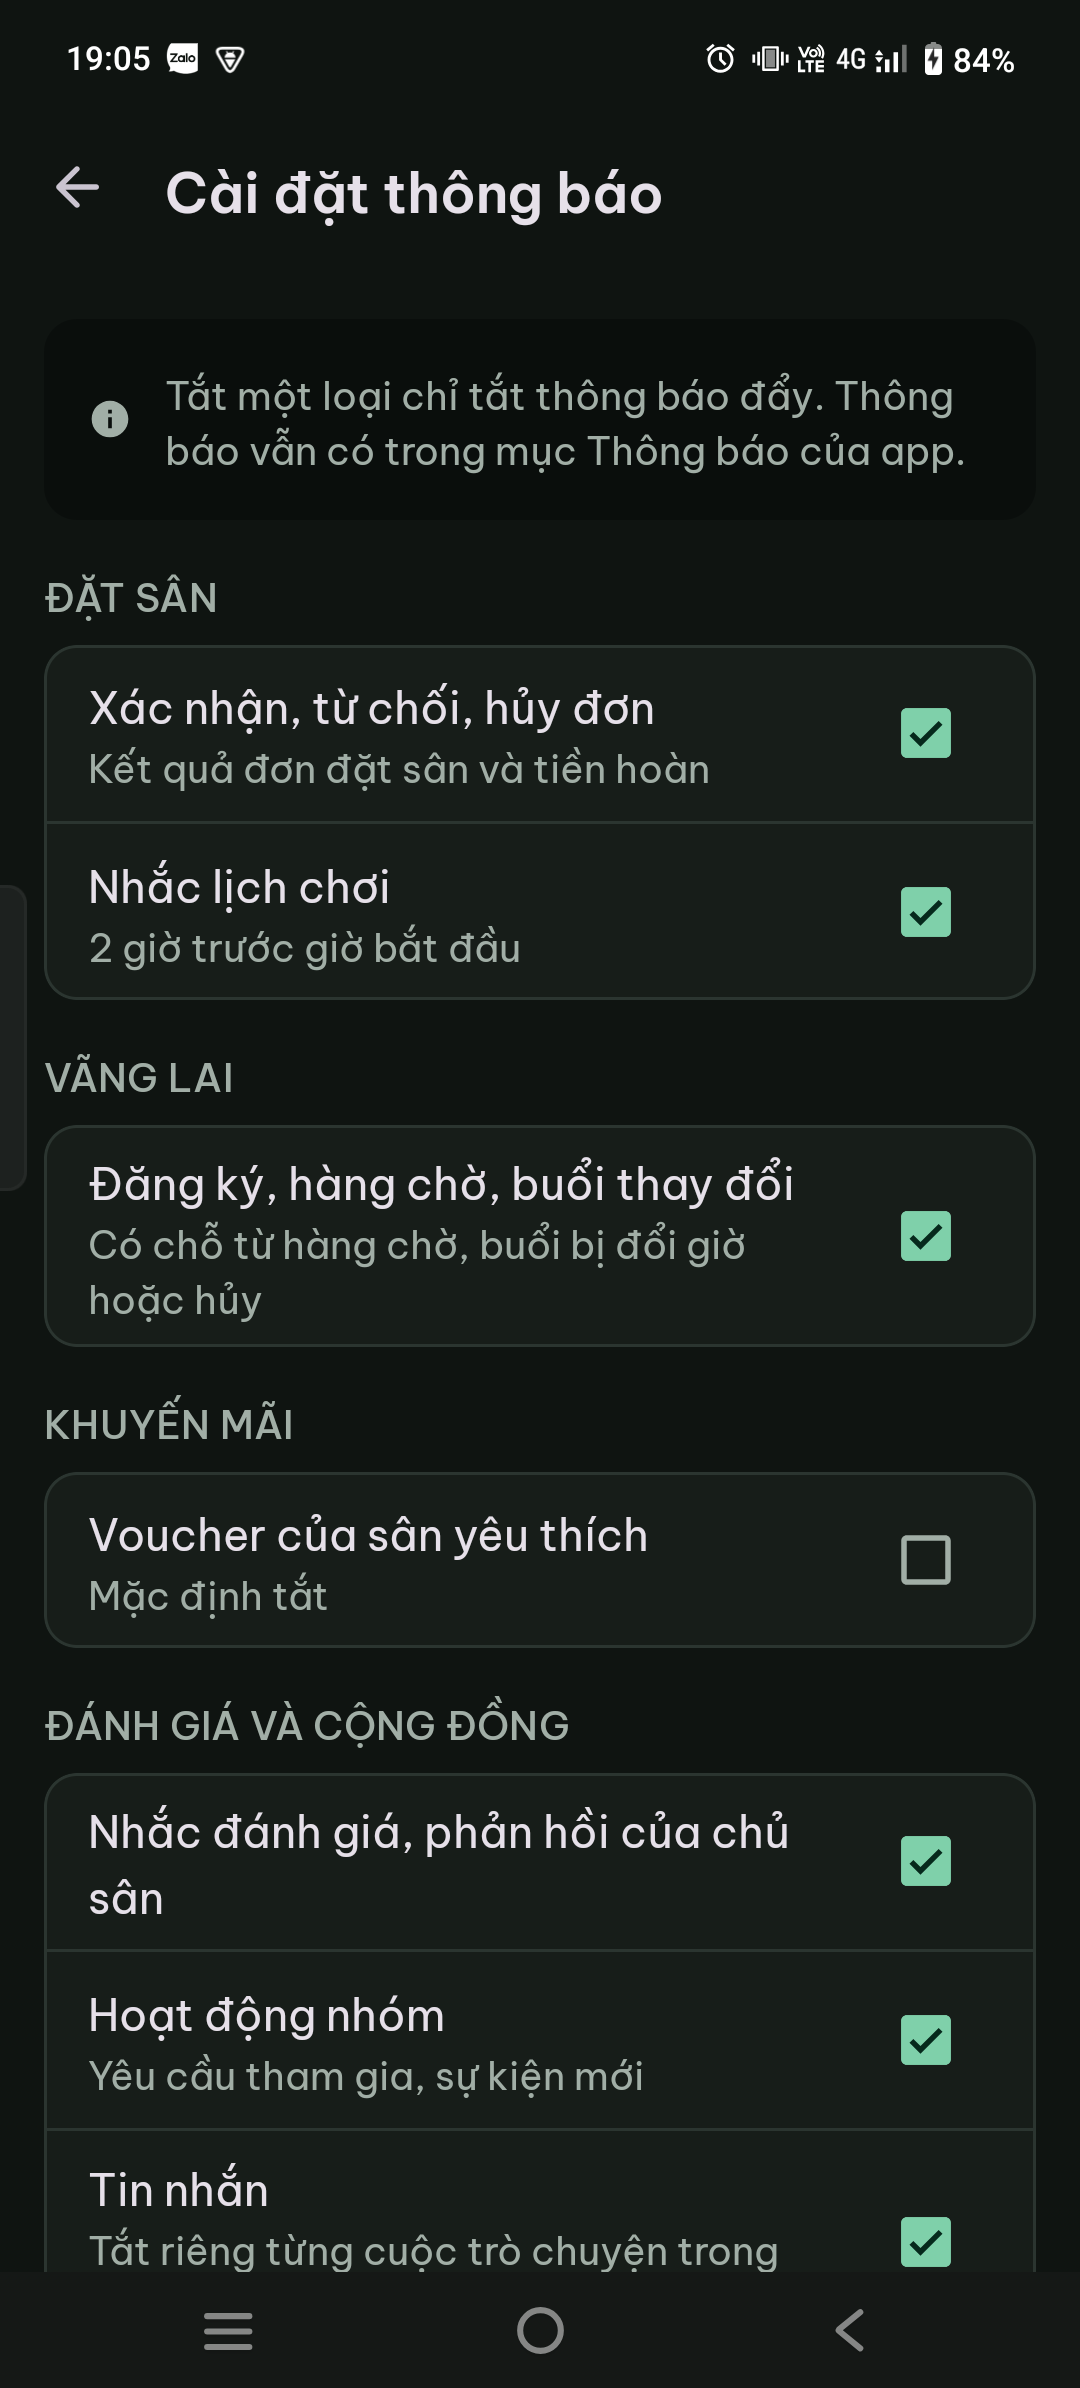 19:05 Zalo VoLTE 4G 84%
Cài đặt thông báo
Tắt một loại chỉ tắt thông báo đẩy. Thông
báo vẫn có trong mục Thông báo của app.
ĐẶT SÂN
Xác nhận, từ chối, hủy đơn
Kết quả đơn đặt sân và tiền hoàn
Nhắc lịch chơi
2 giờ trước giờ bắt đầu
VÃNG LAI
Đăng ký, hàng chờ, buổi thay đổi
Có chỗ từ hàng chờ, buổi bị đổi giờ
hoặc hủy
KHUYẾN MÃI
Voucher của sân yêu thích
Mặc định tắt
ĐÁNH GIÁ VÀ CỘNG ĐỒNG
Nhắc đánh giá, phản hồi của chủ
sân
Hoạt động nhóm
Yêu cầu tham gia, sự kiện mới
Tin nhắn
Tắt riêng từng cuộc trò chuyện trong